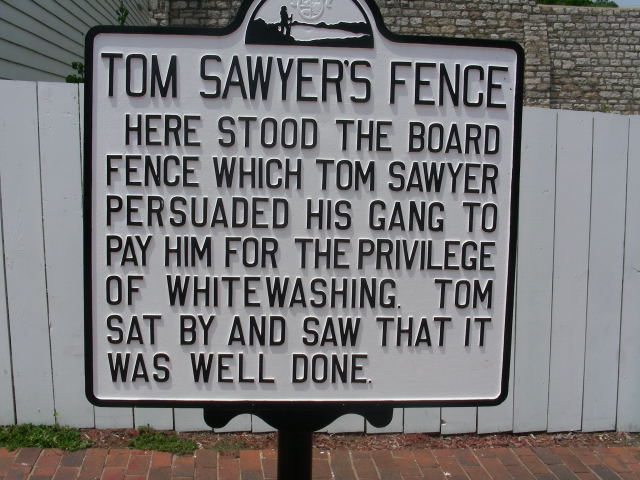 TOM SAWYER'S FENCE
HERE STOOD THE BOARD
FENCE WHICH TOM SAWYER
PERSUADED HIS GANG TO
PAY HIM FOR THE PRIVILEGE
OF WHITEWASHING. TOM
SAT BY AND SAW THAT IT
WAS WELL DONE.